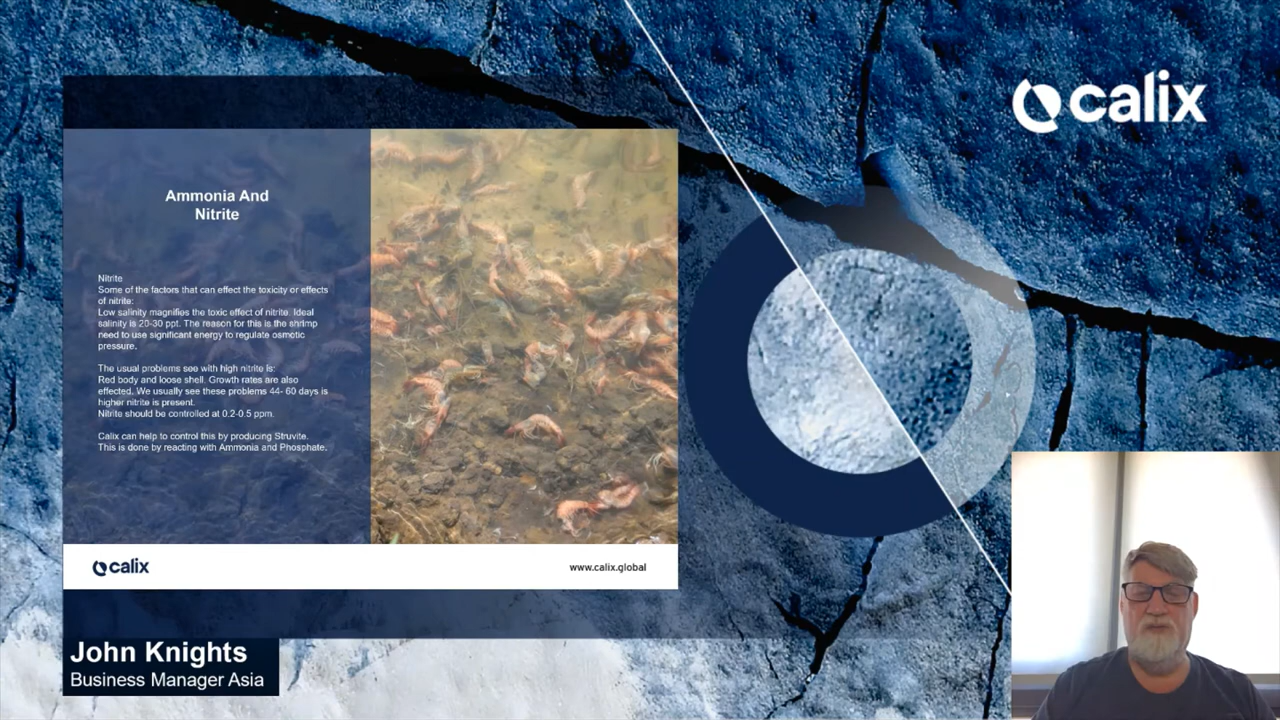 calix
Ammonia And
Nitrite
Nitrite
Some of the factors that can effect the toxicity or effects
of nitrite:
Low salinity magnifies the toxic effect of nitrite. Ideal
salinity is 20-30 ppt. The reason for this is the shrimp
need to use significant energy to regulate osmotic
pressure.
The usual problems see with high nitrite is:
Red body and loose shell. Growth rates are also
effected. We usually see these problems 44- 60 days is
higher nitrite is present.
Nitrite should be controlled at 0.2-0.5 ppm.
Calix can help to control this by producing Struvite.
This is done by reacting with Ammonia and Phosphate.
calix
www.calix.global
John Knights
Business Manager Asia